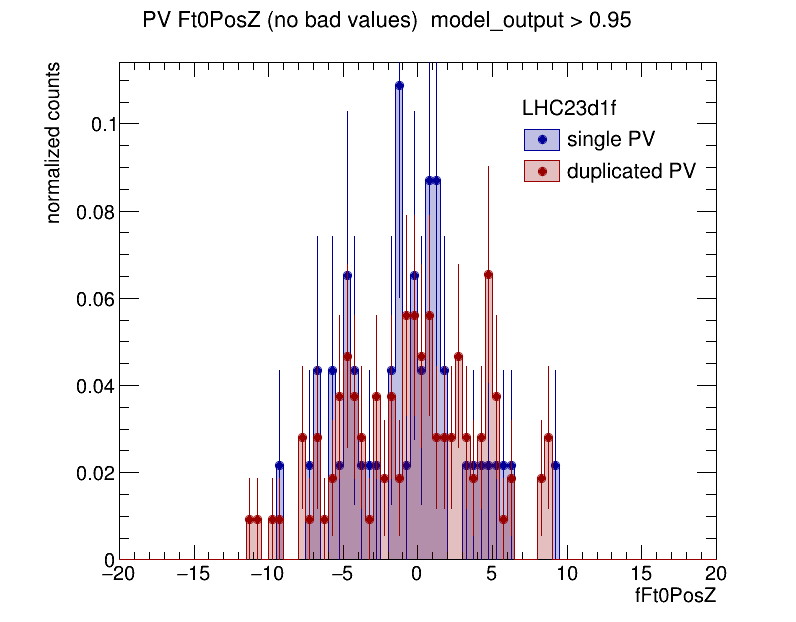 PV Ft0PosZ (no bad values)  model_output > 0.95
normalized counts
LHC23d1f
single PV
duplicated PV
0.1
0.08
0.06
0.04
0.02
0
−20 −15 −10 −5 0 5 10 15 20
fFt0PosZ